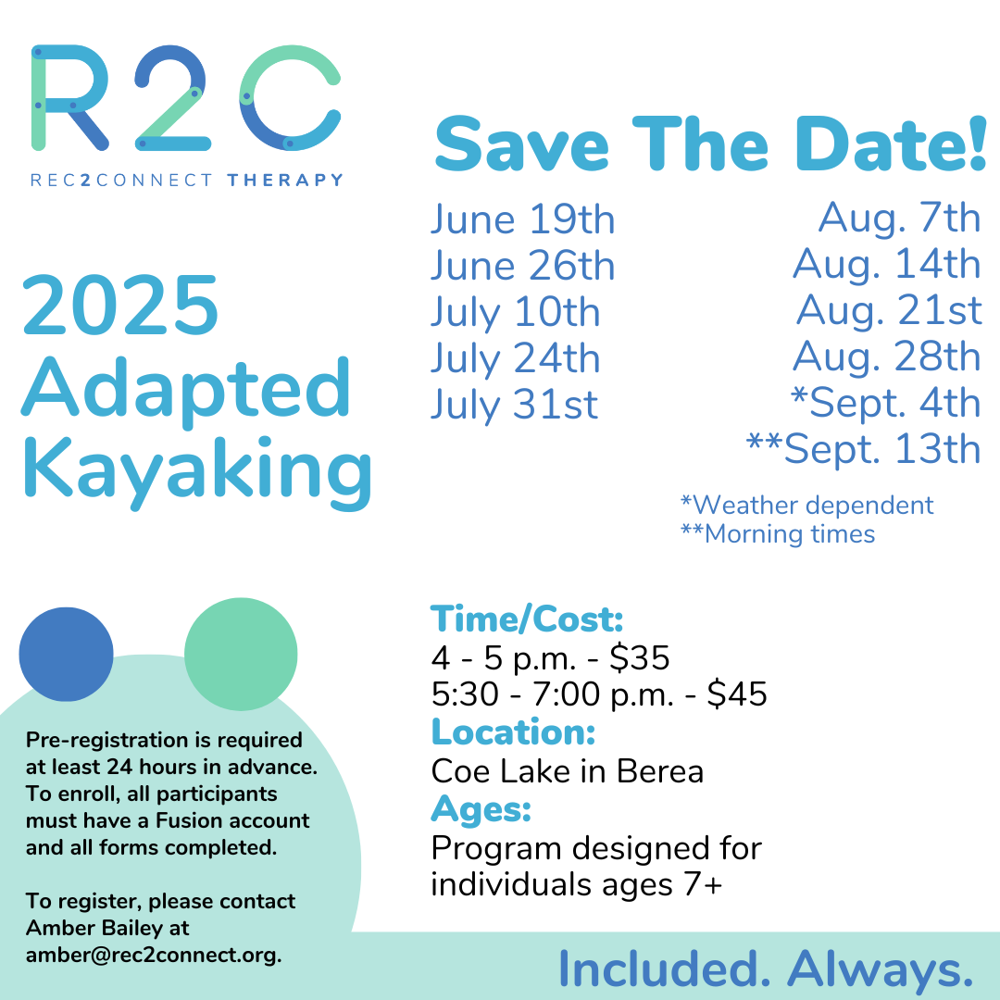 R2C
REC2CONNECT THERAPY
2025
Adapted
Kayaking
Save The Date!
June 19th
June 26th
July 10th
July 24th
July 31st
Aug. 7th
Aug. 14th
Aug. 21st
Aug. 28th
*Sept. 4th
**Sept. 13th
*Weather dependent
**Morning times
Time/Cost:
4 - 5 p.m. - $35
5:30 - 7:00 p.m. - $45
Location:
Coe Lake in Berea
Ages:
Program designed for
individuals ages 7+
Pre-registration is required
at least 24 hours in advance.
To enroll, all participants
must have a Fusion account
and all forms completed.
To register, please contact
Amber Bailey at
amber@rec2connect.org.
Included. Always.